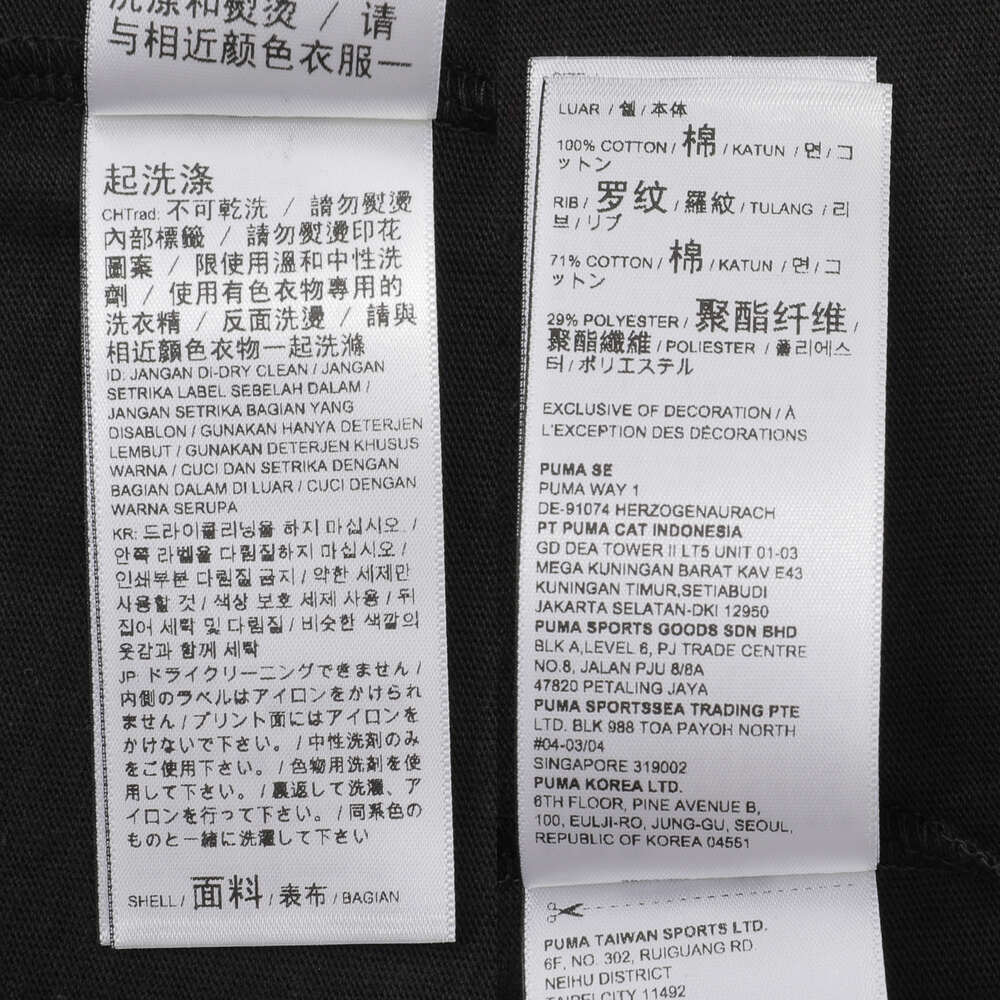 洗涤和熨烫 / 请
与相近颜色衣服一
起洗涤
CHTrad: 不可乾洗 / 請勿熨燙
內部標籤 / 請勿熨燙印花
圖案 / 限使用溫和中性洗
劑 / 使用有色衣物專用的
洗衣精 / 反面洗燙 / 請與
相近顏色衣物一起洗滌
ID: JANGAN DI-DRY CLEAN / JANGAN
SETRIKA LABEL SEBELAH DALAM /
JANGAN SETRIKA BAGIAN YANG
DISABLON / GUNAKAN HANYA DETERJEN
LEMBUT / GUNAKAN DETERJEN KHUSUS
WARNA / CUCI DAN SETRIKA DENGAN
BAGIAN DALAM DI LUAR / CUCI DENGAN
WARNA SERUPA
KR: 드라이클리닝을 하지 마십시오. /
안쪽 라벨을 다림질하지 마십시오 /
인쇄부분 다림질 금지 / 약한 세제만
사용할 것 / 색상 보호 세제 사용 / 뒤
집어 세탁 및 다림질 / 비슷한 색깔의
옷감과 함께 세탁
JP: ドライクリーニングできません /
内側のラベルはアイロンをかけられ
ません / プリント面にはアイロンを
かけないで下さい。 / 中性洗剤のみ
をご使用下さい。 / 色物用洗剤を使
用して下さい。 / 裏返して洗濯、ア
イロンを行って下さい。 / 同系色の
ものと一緒に洗濯して下さい
SHELL / 面料 / 表布 / BAGIAN
LUAR / 겉 / 本体
100% COTTON / 棉 / KATUN / 면 / コ
ットン
RIB / 罗纹 / 羅紋 / TULANG / 리
브 / リブ
71% COTTON / 棉 / KATUN / 면 / コ
ットン
29% POLYESTER / 聚酯纤维 /
聚酯纖維 / POLIESTER / 폴리에스
터 / ポリエステル
EXCLUSIVE OF DECORATION / À
L'EXCEPTION DES DÉCORATIONS
PUMA SE
PUMA WAY 1
DE-91074 HERZOGENAURACH
PT PUMA CAT INDONESIA
GD DEA TOWER II LT5 UNIT 01-03
MEGA KUNINGAN BARAT KAV E43
KUNINGAN TIMUR,SETIABUDI
JAKARTA SELATAN-DKI 12950
PUMA SPORTS GOODS SDN BHD
BLK A,LEVEL 6, PJ TRADE CENTRE
NO.8, JALAN PJU 8/8A
47820 PETALING JAYA
PUMA SPORTSSEA TRADING PTE
LTD. BLK 988 TOA PAYOH NORTH
#04-03/04
SINGAPORE 319002
PUMA KOREA LTD.
6TH FLOOR, PINE AVENUE B,
100, EULJI-RO, JUNG-GU, SEOUL,
REPUBLIC OF KOREA 04551
PUMA TAIWAN SPORTS LTD.
6F, NO. 302, RUIGUANG RD.
NEIHU DISTRICT
TAIPEI CITY 11492